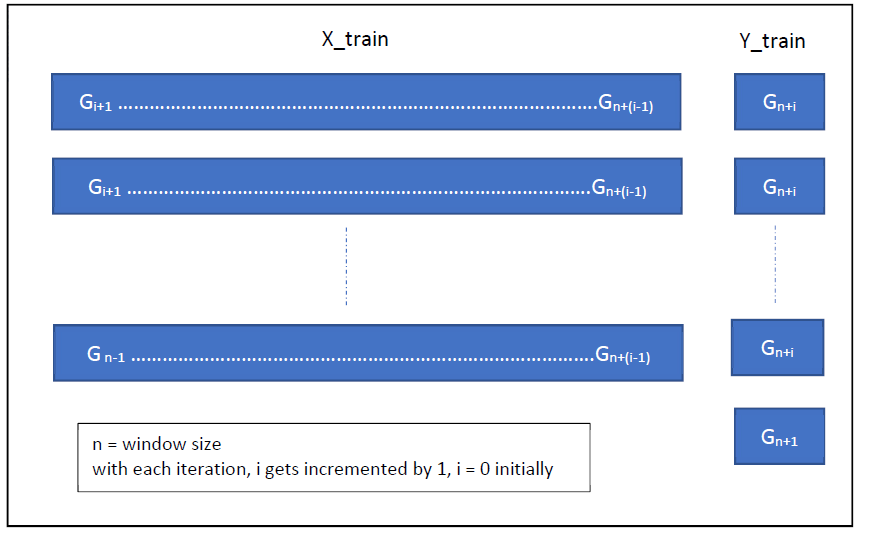 X_train
Y_train
Gi+1 ……………………………………………………………………………………….Gn+(i-1)
Gn+i
Gi+1 ……………………………………………………………………………………….Gn+(i-1)
Gn+i
G n-1 ……………………………………………………………………………………….Gn+(i-1)
Gn+i
Gn+1
n = window size
with each iteration, i gets incremented by 1, i = 0 initially